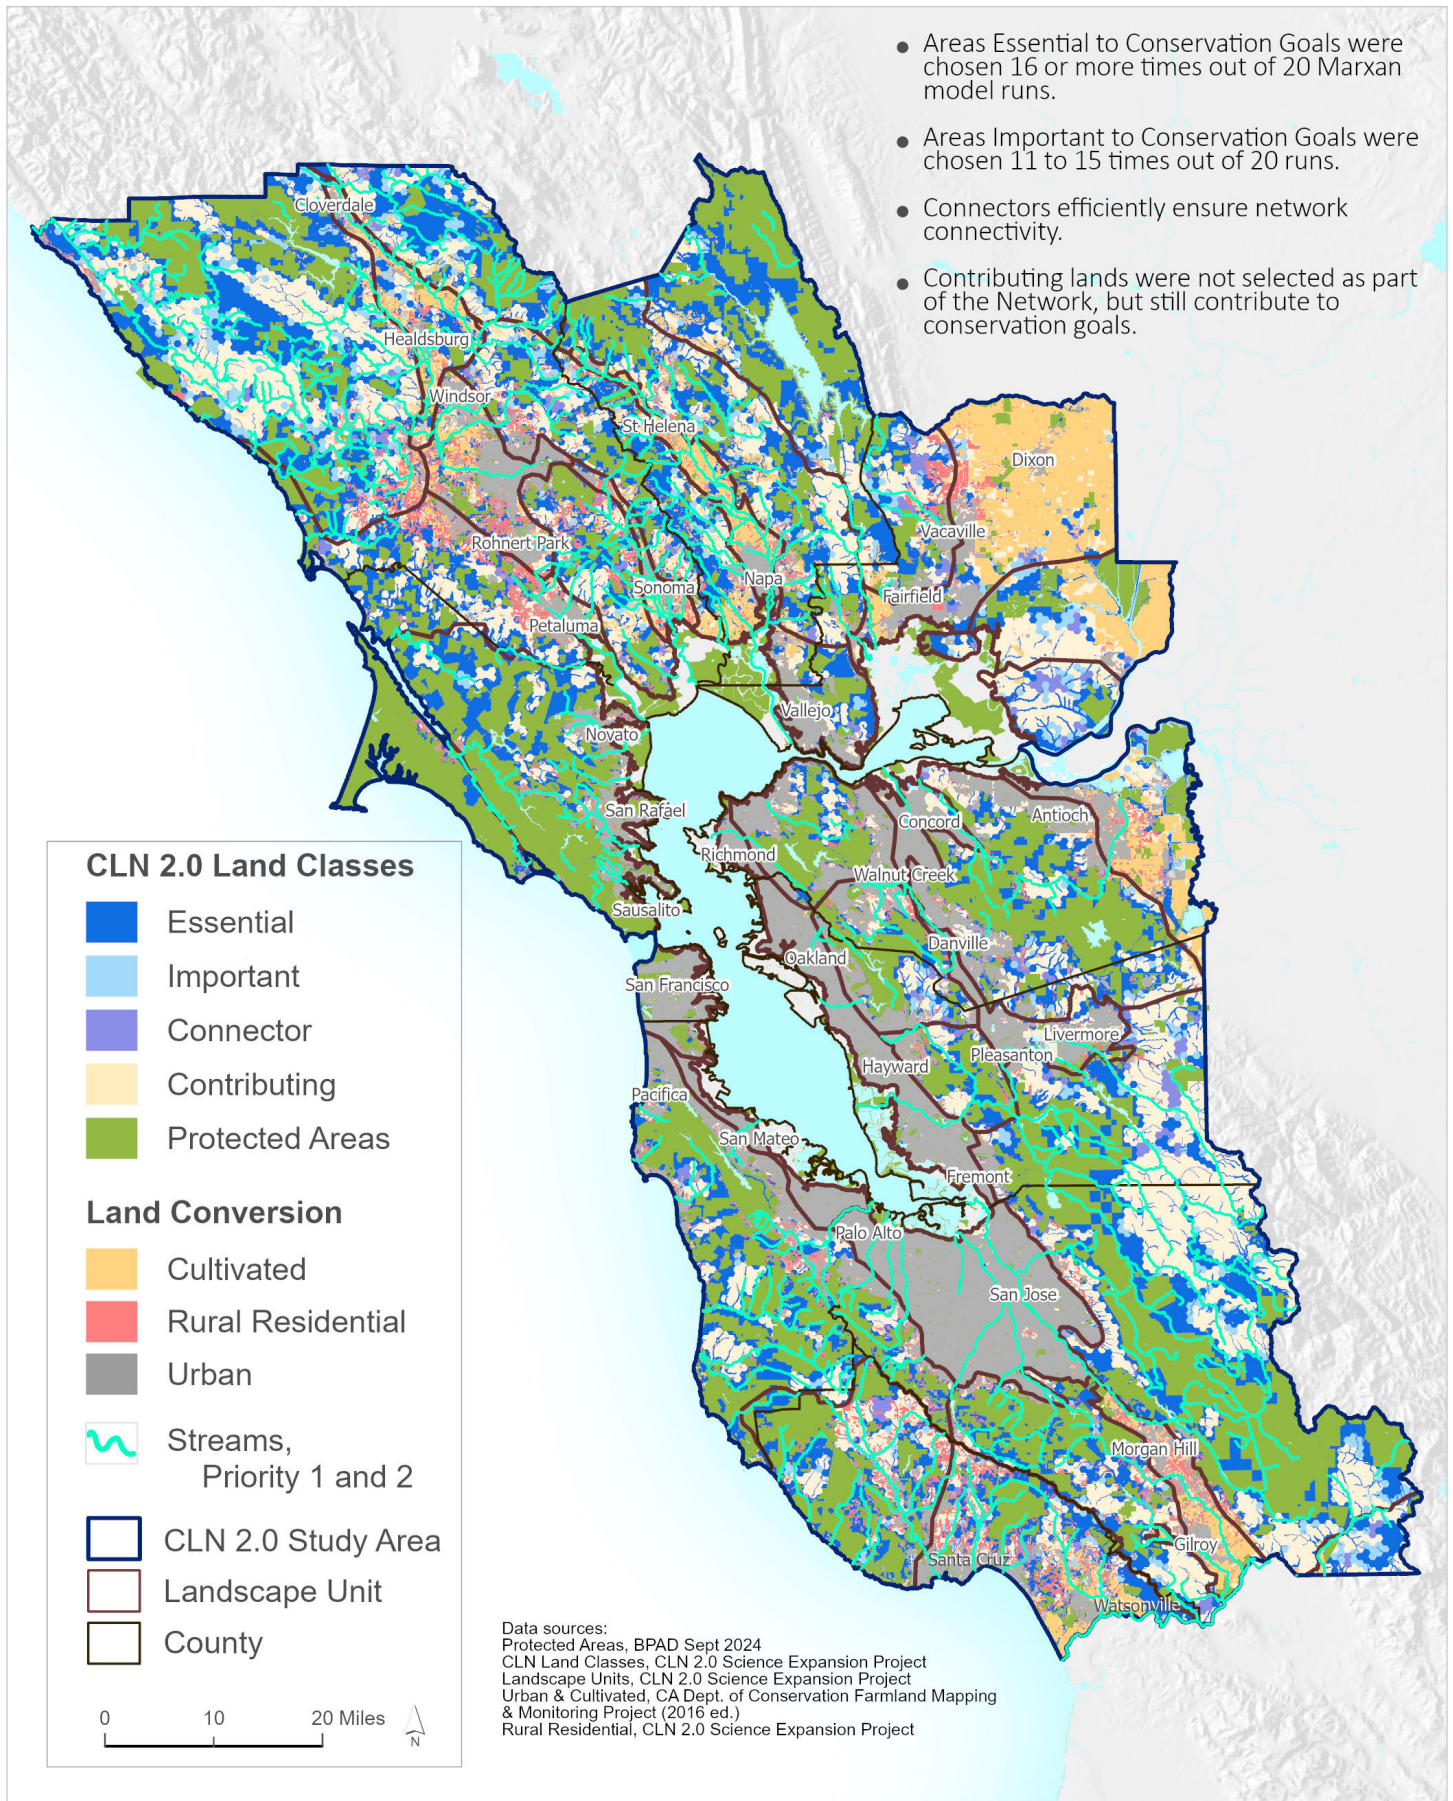 ● Areas Essential to Conservation Goals were
chosen 16 or more times out of 20 Marxan
model runs.
● Areas Important to Conservation Goals were
chosen 11 to 15 times out of 20 runs.
● Connectors efficiently ensure network
connectivity.
● Contributing lands were not selected as part
of the Network, but still contribute to
conservation goals.
Cloverdale
Healdsburg
Windsor
St Helena
Dixon
Vacaville
Rohnert Park
Sonoma
Napa
Fairfield
Petaluma
Vallejo
Novato
San Rafael
Concord
Antioch
Richmond
Walnut Creek
Sausalito
Danville
Oakland
San Francisco
Livermore
Pleasanton
Hayward
Pacifica
San Mateo
Fremont
Palo Alto
San Jose
Morgan Hill
Gilroy
Santa Cruz
Watsonville
CLN 2.0 Land Classes
Essential
Important
Connector
Contributing
Protected Areas
Land Conversion
Cultivated
Rural Residential
Urban
Streams,
Priority 1 and 2
CLN 2.0 Study Area
Landscape Unit
County
0 10 20 Miles
N
Data sources:
Protected Areas, BPAD Sept 2024
CLN Land Classes, CLN 2.0 Science Expansion Project
Landscape Units, CLN 2.0 Science Expansion Project
Urban & Cultivated, CA Dept. of Conservation Farmland Mapping
& Monitoring Project (2016 ed.)
Rural Residential, CLN 2.0 Science Expansion Project